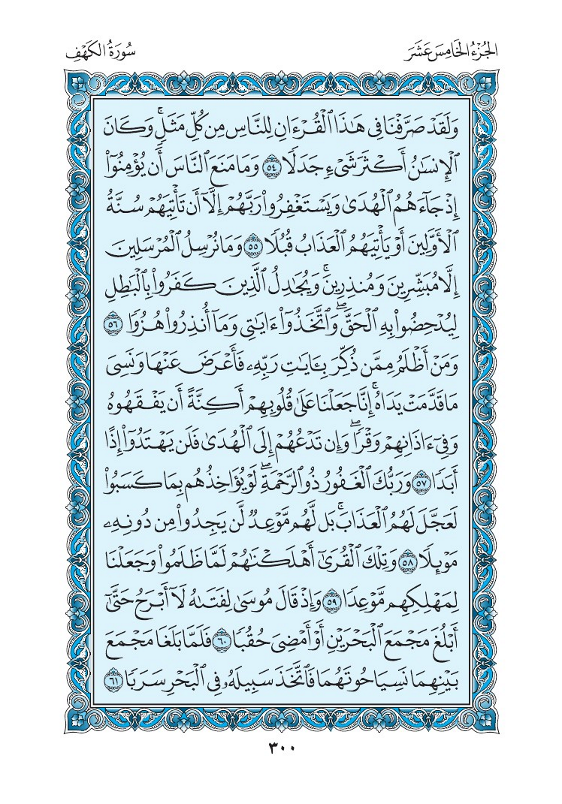 الجُزْءُ الخَامِسَ عَشَرَ
سُورَةُ الكَهْفِ
وَلَقَدْ صَرَّفْنَا فِي هَٰذَا ٱلْقُرْءَانِ لِلنَّاسِ مِن كُلِّ مَثَلٍۚ وَكَانَ
ٱلْإِنسَٰنُ أَكْثَرَ شَىْءٍ جَدَلًا ٥٤ وَمَا مَنَعَ ٱلنَّاسَ أَن يُؤْمِنُوٓا۟
إِذْ جَآءَهُمُ ٱلْهُدَىٰ وَيَسْتَغْفِرُوا۟ رَبَّهُمْ إِلَّآ أَن تَأْتِيَهُمْ سُنَّةُ
ٱلْأَوَّلِينَ أَوْ يَأْتِيَهُمُ ٱلْعَذَابُ قُبُلًا ٥٥ وَمَا نُرْسِلُ ٱلْمُرْسَلِينَ
إِلَّا مُبَشِّرِينَ وَمُنذِرِينَۚ وَيُجَٰدِلُ ٱلَّذِينَ كَفَرُوا۟ بِٱلْبَٰطِلِ
لِيُدْحِضُوا۟ بِهِ ٱلْحَقَّۖ وَٱتَّخَذُوٓا۟ ءَايَٰتِى وَمَآ أُنذِرُوا۟ هُزُوًا ٥٦
وَمَنْ أَظْلَمُ مِمَّن ذُكِّرَ بِـَٔايَٰتِ رَبِّهِۦ فَأَعْرَضَ عَنْهَا وَنَسِىَ
مَا قَدَّمَتْ يَدَاهُۚ إِنَّا جَعَلْنَا عَلَىٰ قُلُوبِهِمْ أَكِنَّةً أَن يَفْقَهُوهُ
وَفِىٓ ءَاذَانِهِمْ وَقْرًاۖ وَإِن تَدْعُهُمْ إِلَى ٱلْهُدَىٰ فَلَن يَهْتَدُوٓا۟ إِذًا
أَبَدًا ٥٧ وَرَبُّكَ ٱلْغَفُورُ ذُو ٱلرَّحْمَةِۖ لَوْ يُؤَاخِذُهُم بِمَا كَسَبُوا۟
لَعَجَّلَ لَهُمُ ٱلْعَذَابَۚ بَل لَّهُم مَّوْعِدٌ لَّن يَجِدُوا۟ مِن دُونِهِۦ
مَوْئِلًا ٥٨ وَتِلْكَ ٱلْقُرَىٰٓ أَهْلَكْنَٰهُمْ لَمَّا ظَلَمُوا۟ وَجَعَلْنَا
لِمَهْلِكِهِم مَّوْعِدًا ٥٩ وَإِذْ قَالَ مُوسَىٰ لِفَتَىٰهُ لَآ أَبْرَحُ حَتَّىٰٓ
أَبْلُغَ مَجْمَعَ ٱلْبَحْرَيْنِ أَوْ أَمْضِىَ حُقُبًا ٦٠ فَلَمَّا بَلَغَا مَجْمَعَ
بَيْنِهِمَا نَسِيَا حُوتَهُمَا فَٱتَّخَذَ سَبِيلَهُۥ فِى ٱلْبَحْرِ سَرَبًا ٦١
٣٠٠